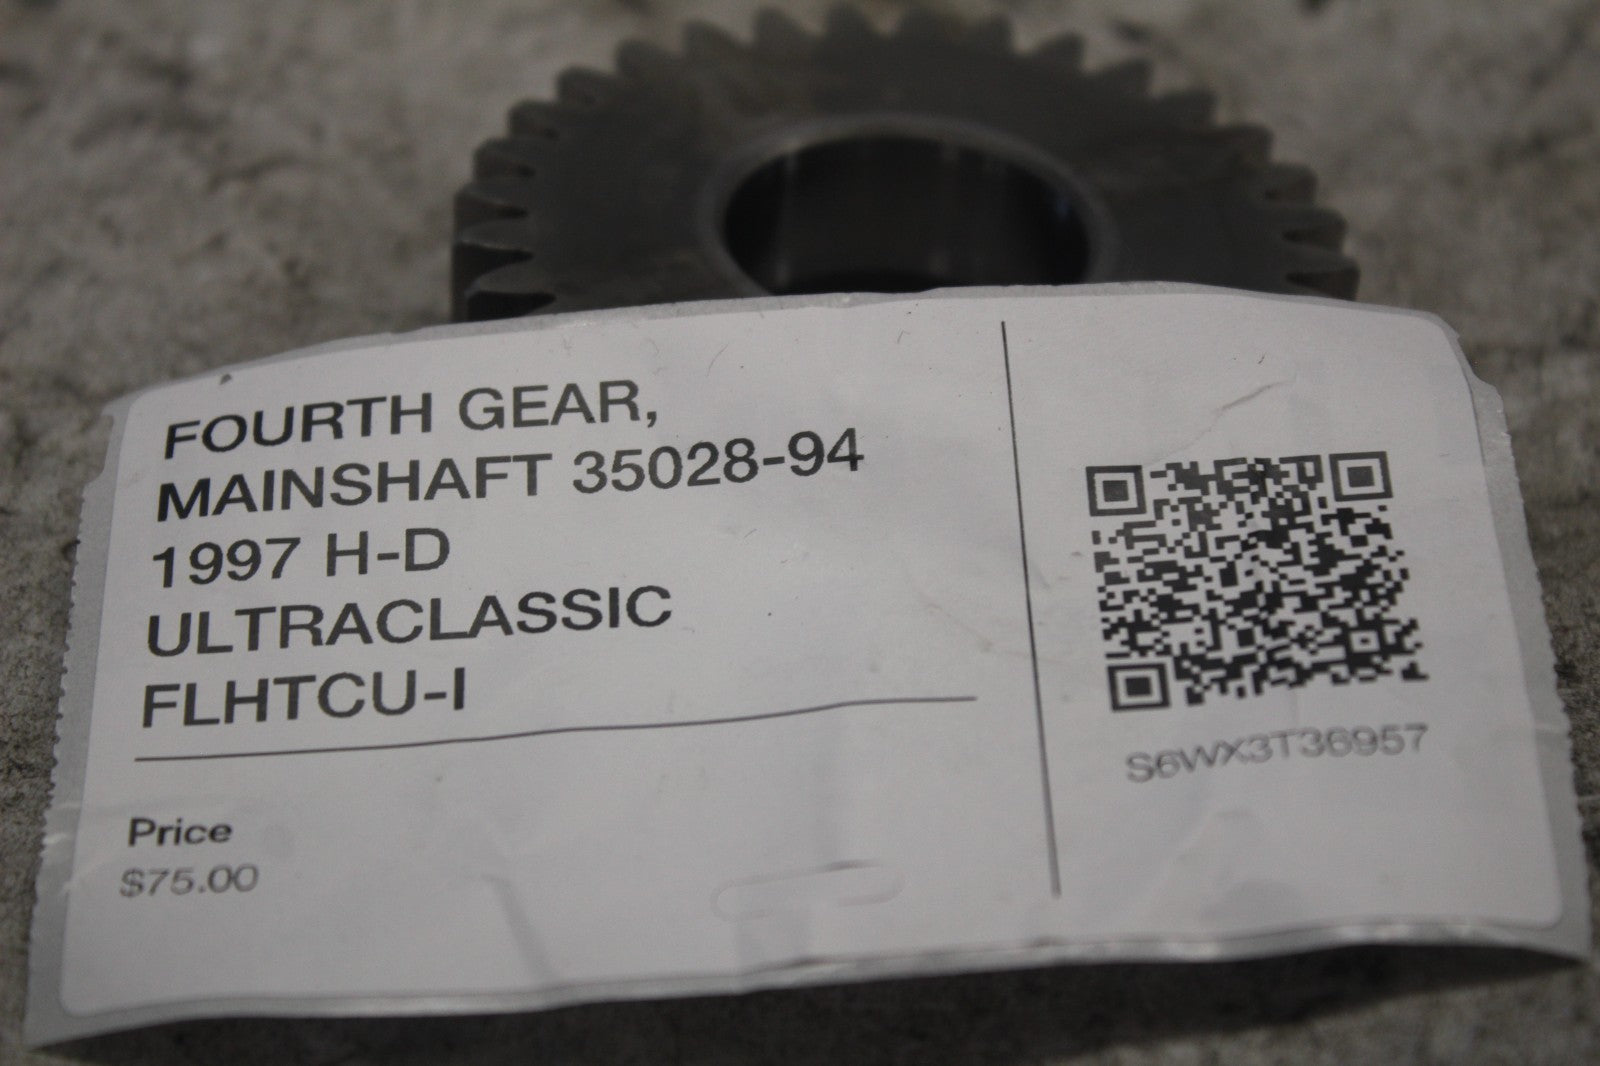 FOURTH GEAR,
MAINSHAFT 35028-94
1997 H-D
ULTRACLASSIC
FLHTCU-I
Price
$75.00
S6WX3T36957